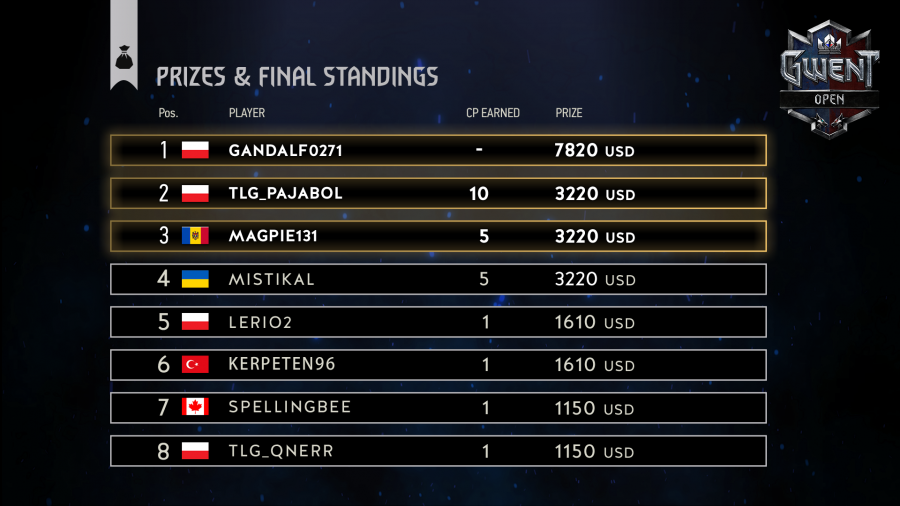 PRIZES & FINAL STANDINGS
GWENT
OPEN
Pos. PLAYER CP EARNED PRIZE
1 GANDALF0271 - 7820 USD
2 TLG_PAJABOL 10 3220 USD
3 MAGPIE131 5 3220 USD
4 MISTIKAL 5 3220 USD
5 LERIO2 1 1610 USD
6 KERPETEN96 1 1610 USD
7 SPELLINGBEE 1 1150 USD
8 TLG_QNERR 1 1150 USD